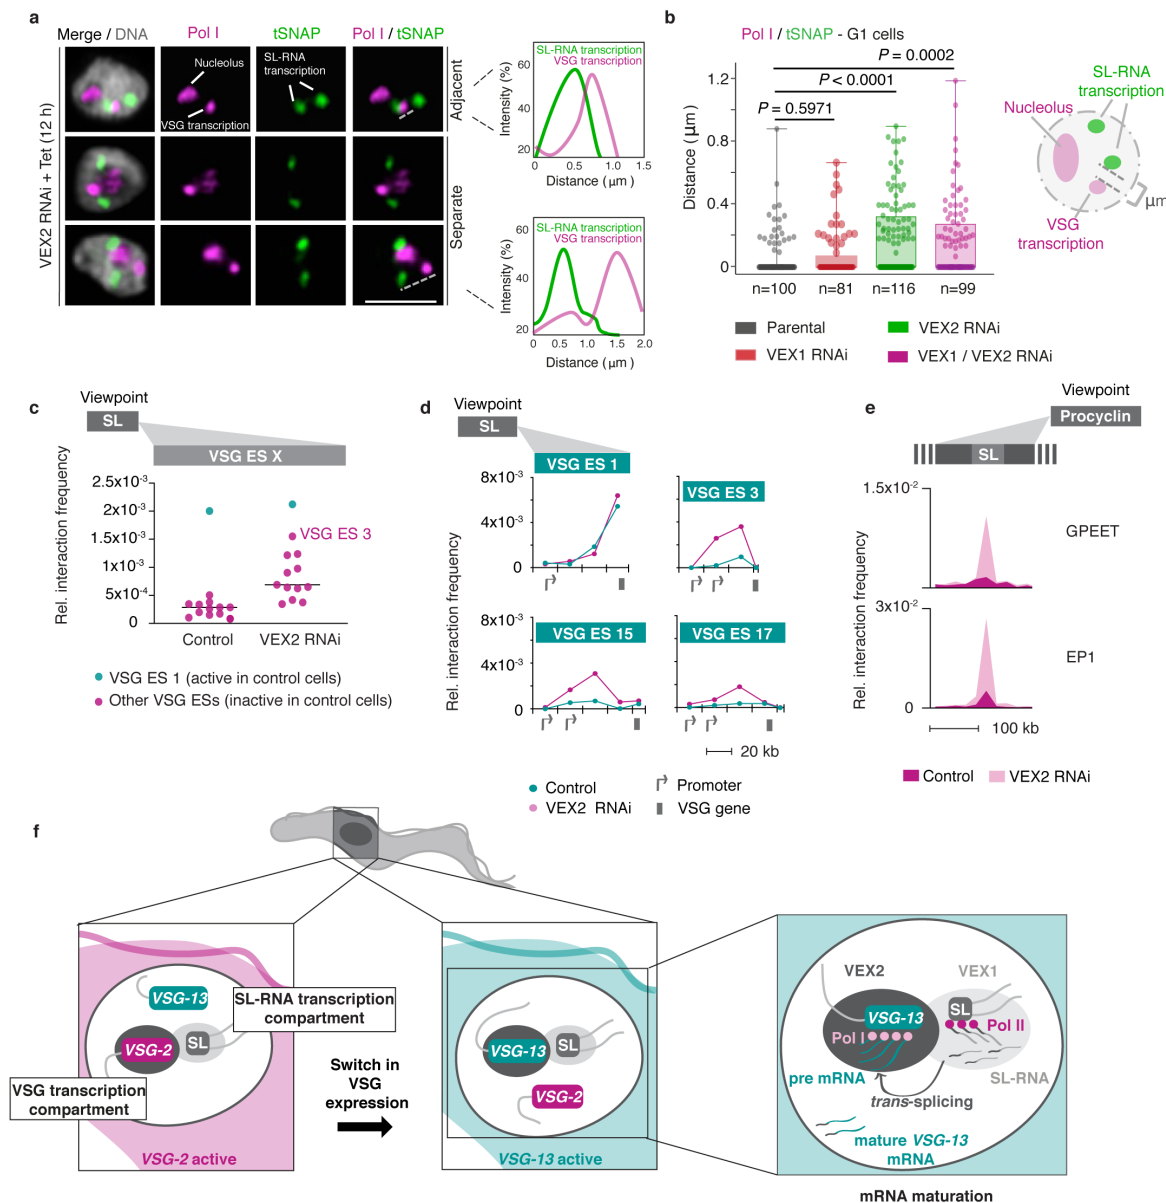 a
Merge / DNA
Pol I
tSNAP
Pol I / tSNAP
VEX2 RNAi + Tet (12 h)
Nucleolus
VSG transcription
SL-RNA
transcription
Adjacent
Separate
SL-RNA transcription
VSG transcription
Intensity (%)
60
40
20
0
0.5
1.0
1.5
Distance (µm)
SL-RNA transcription
VSG transcription
Intensity (%)
60
40
20
0
0.5
1.0
1.5
2.0
Distance (µm)
b
Pol I / tSNAP - G1 cells
P = 0.0002
P < 0.0001
P = 0.5971
Distance (µm)
1.2
0.8
0.4
0
n=100
n=81
n=116
n=99
Parental
VEX2 RNAi
VEX1 RNAi
VEX1 / VEX2 RNAi
SL-RNA
transcription
Nucleolus
VSG
transcription
µm
c
Viewpoint
SL
VSG ES X
Rel. interaction frequency
2.5x10-3
2x10-3
1.5x10-3
1x10-3
5x10-4
0
VSG ES 3
Control
VEX2 RNAi
VSG ES 1 (active in control cells)
Other VSG ESs (inactive in control cells)
d
Viewpoint
SL
VSG ES 1
VSG ES 3
Rel. interaction frequency
8x10-3
4x10-3
0
VSG ES 15
VSG ES 17
8x10-3
4x10-3
0
20 kb
Control
Promoter
VEX2 RNAi
VSG gene
e
Viewpoint
Procyclin
SL
Rel. interaction frequency
1.5x10-2
0
GPEET
3x10-2
0
EP1
100 kb
Control
VEX2 RNAi
f
VSG-13
SL-RNA transcription
compartment
VSG-2
SL
VSG transcription
compartment
VSG-2 active
Switch in
VSG
expression
VSG-13
SL
VSG-2
VSG-13 active
VEX2
VEX1
SL
VSG-13
Pol I
Pol II
pre mRNA
SL-RNA
trans-splicing
mature VSG-13
mRNA
mRNA maturation